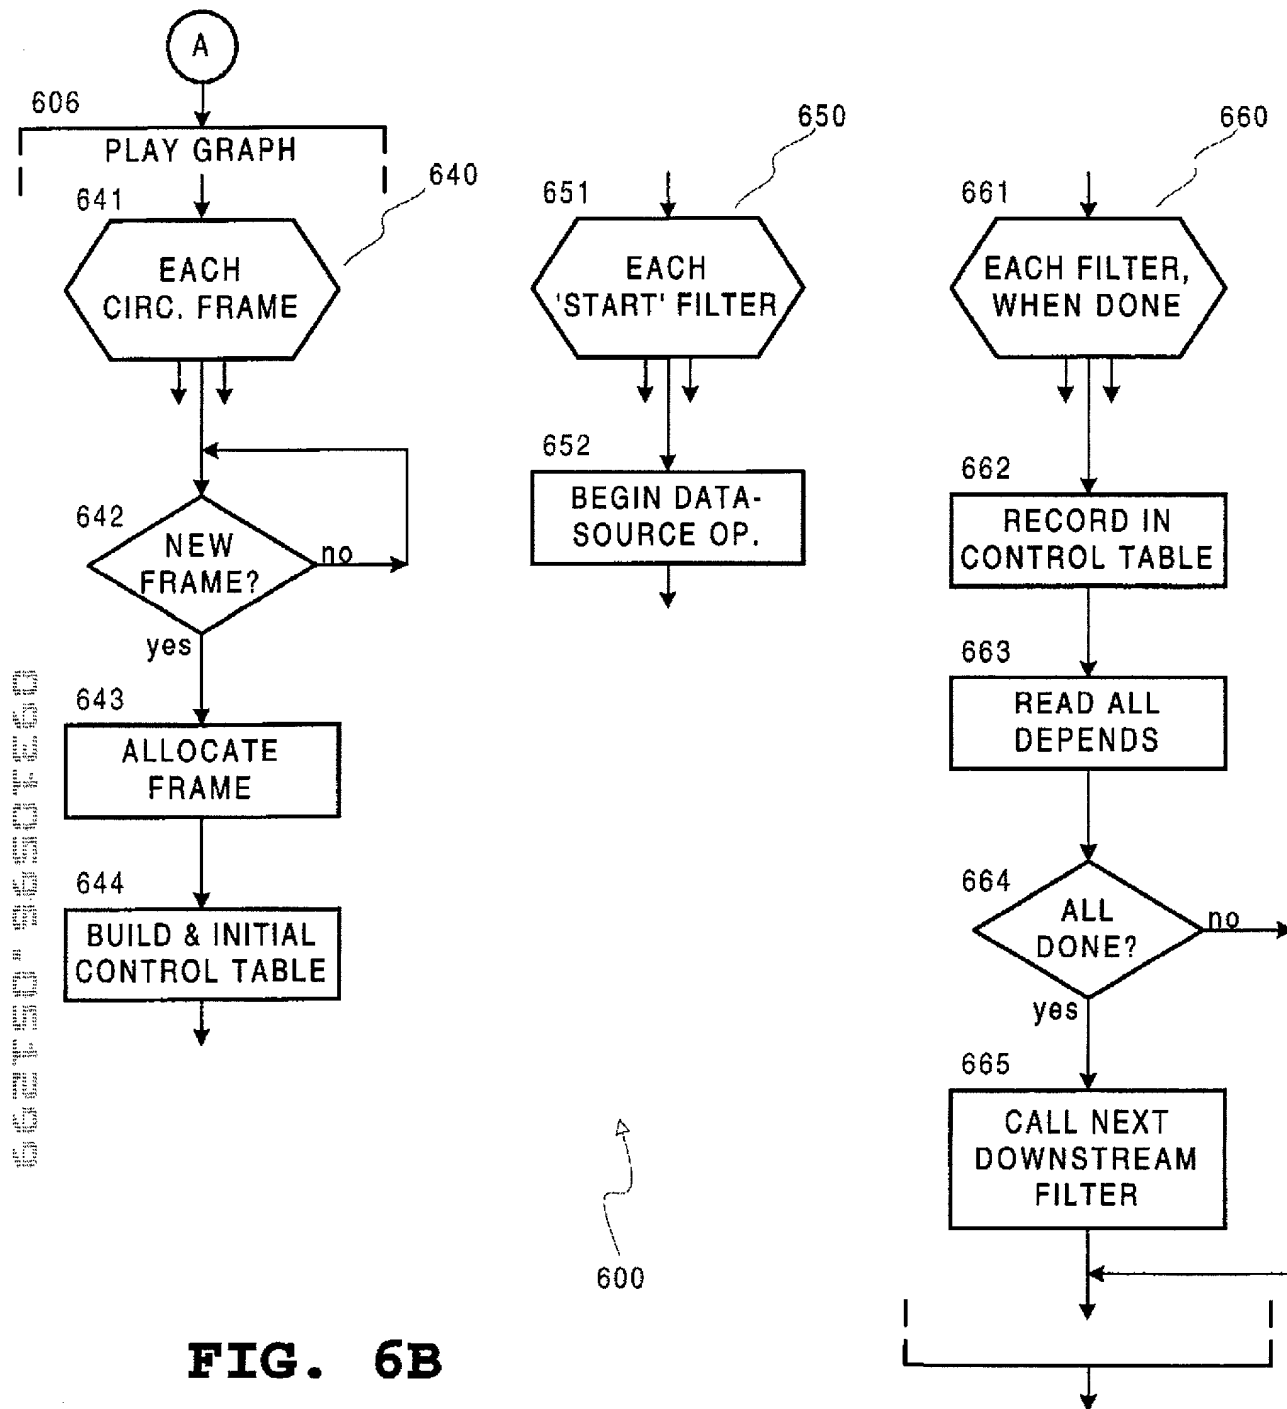 A
606
PLAY GRAPH
640
641
EACH
CIRC. FRAME
642
NEW
FRAME?
no
yes
643
ALLOCATE
FRAME
644
BUILD & INITIAL
CONTROL TABLE
650
651
EACH
'START' FILTER
652
BEGIN DATA-
SOURCE OP.
660
661
EACH FILTER,
WHEN DONE
662
RECORD IN
CONTROL TABLE
663
READ ALL
DEPENDS
664
ALL
DONE?
no
yes
665
CALL NEXT
DOWNSTREAM
FILTER
600
FIG. 6B